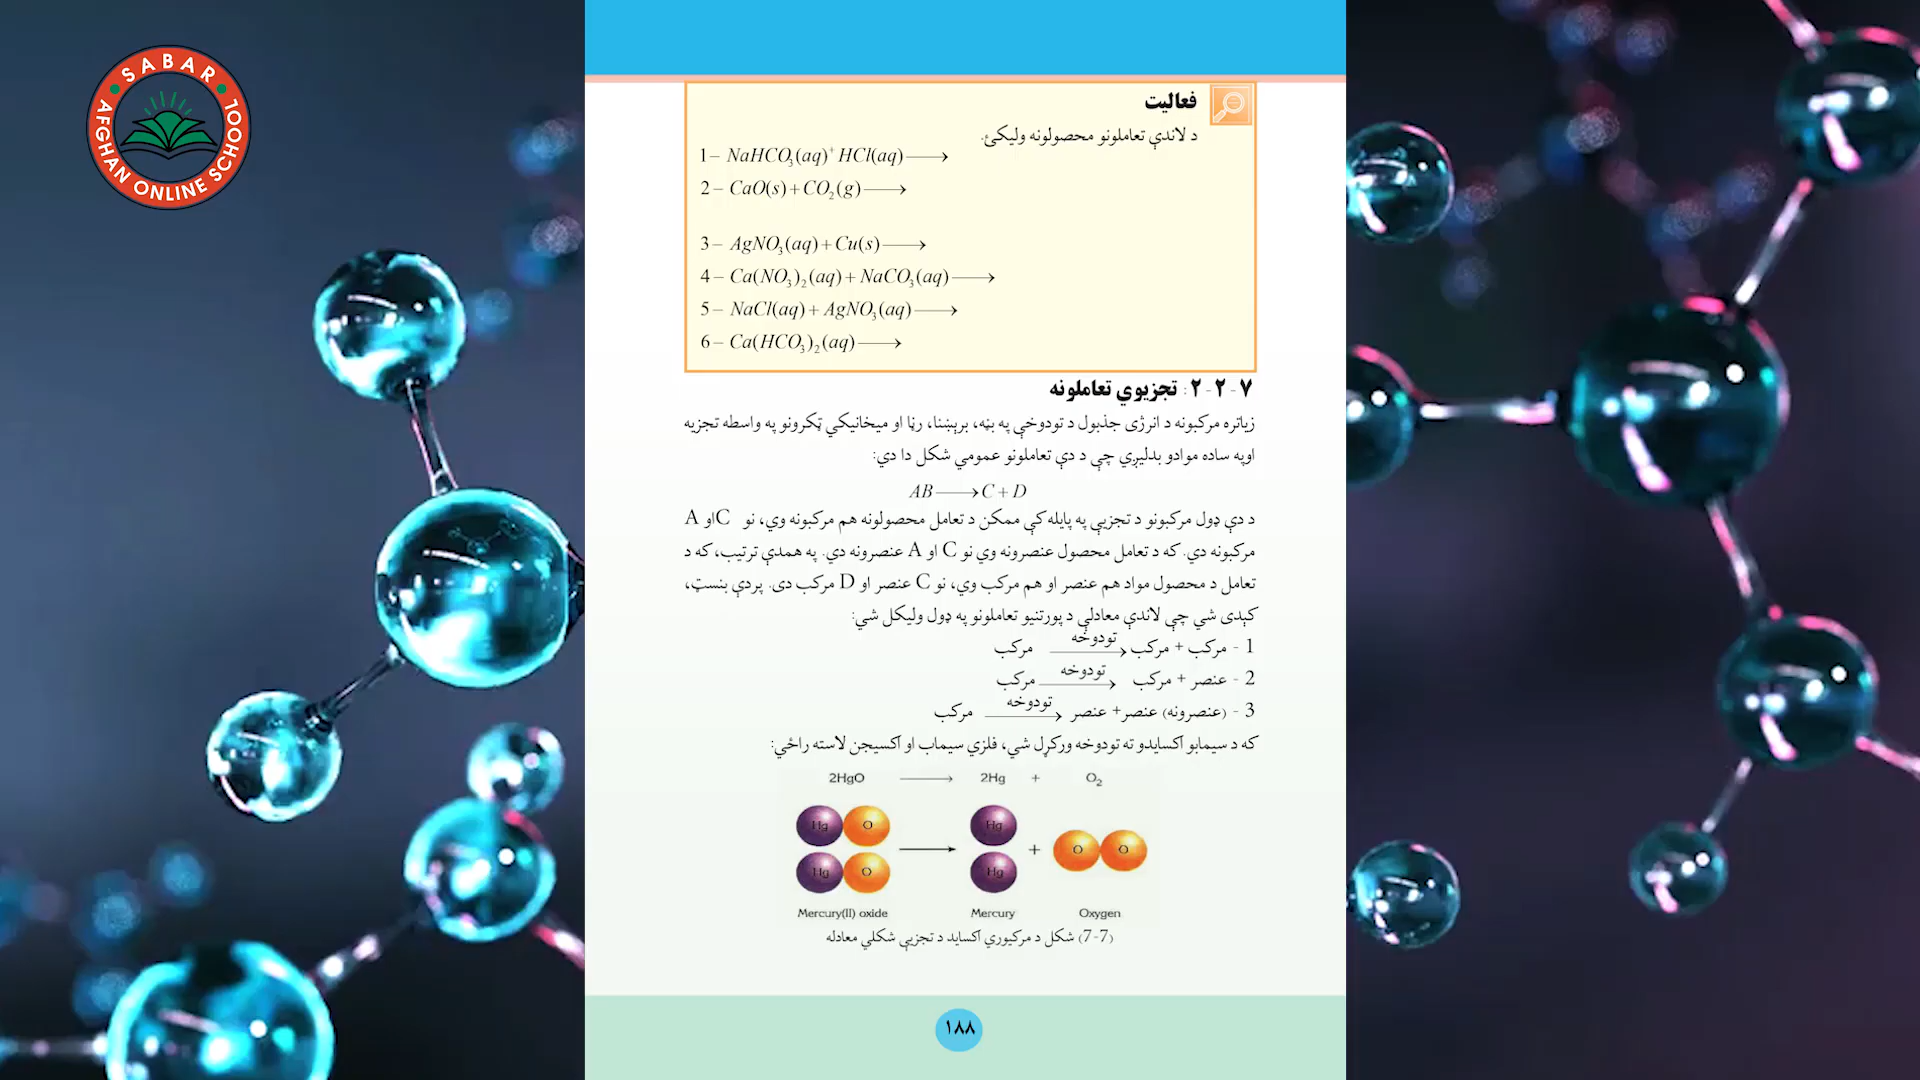 SABAR
AFGHAN ONLINE SCHOOL
فعالیت
د لاندې تعاملونو محصولونه ولیکئ.
1– NaHCO₃(aq)⁺ HCl(aq)⟶
2– CaO(s)+CO₂(g)⟶
3– AgNO₃(aq)+Cu(s)⟶
4– Ca(NO₃)₂(aq)+NaCO₃(aq)⟶
5– NaCl(aq)+AgNO₃(aq)⟶
6– Ca(HCO₃)₂(aq)⟶
۷-۲-۲: تجزیوي تعاملونه
زیاتره مرکبونه د انرژی جذبول د تودوخې په بڼه، برېښنا، رڼا او میخانیکي ټکرونو په واسطه تجزیه
اوپه ساده موادو بدلیږي چې د دې تعاملونو عمومي شکل دا دي:
AB⟶C+D
د دې ډول مرکبونو د تجزیې په پایله کې ممکن د تعامل محصولونه هم مرکبونه وي، نو C او A
مرکبونه دي. که د تعامل محصول عنصرونه وي نو C او A عنصرونه دي. په همدې ترتیب، که د
تعامل د محصول مواد هم عنصر او هم مرکب وي، نو C عنصر او D مرکب دی. پردې بنسټ،
کېدی شي چې لاندې معادلې د پورتنیو تعاملونو په ډول ولیکل شي:
1 - مرکب + مرکب ⟶ تودوخه مرکب
2 - عنصر + مرکب ⟶ تودوخه مرکب
3 - (عنصرونه) عنصر+ عنصر ⟶ تودوخه مرکب
که د سیمابو اکسایدو ته تودوخه ورکړل شي، فلزي سیماب او اکسیجن لاسته راځي:
2HgO ⟶ 2Hg + O₂
Hg O Hg
⟶ + O O
Hg O Hg
Mercury(II) oxide Mercury Oxygen
(7-7) شکل د مرکیوري اکساید د تجزیې شکلي معادله
۱۸۸